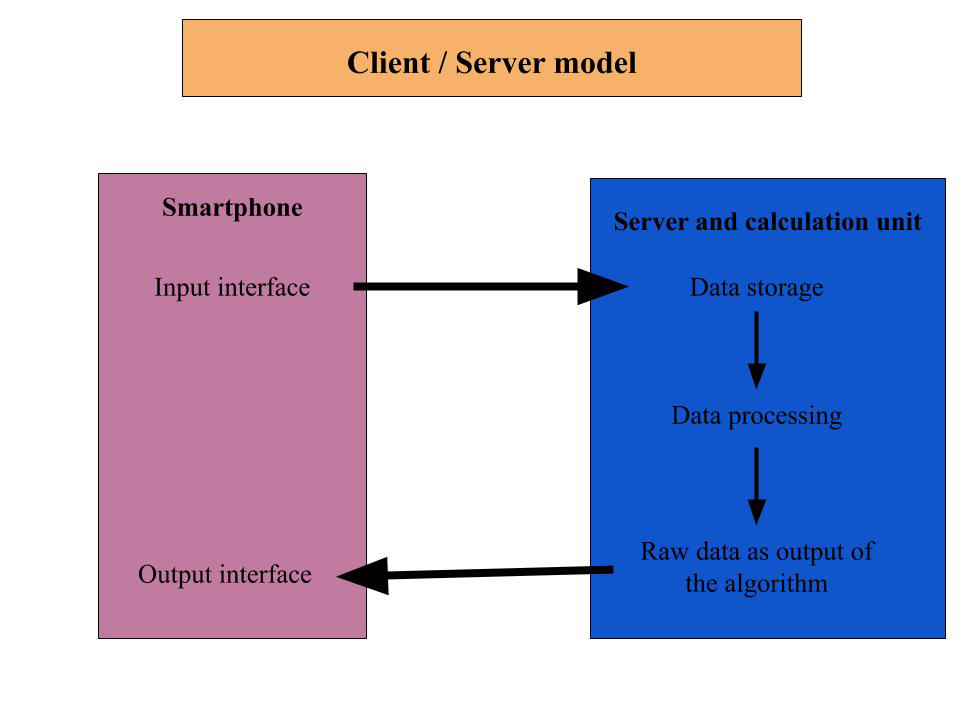 Client / Server model
Smartphone
Input interface
Output interface
Server and calculation unit
Data storage
Data processing
Raw data as output of
the algorithm